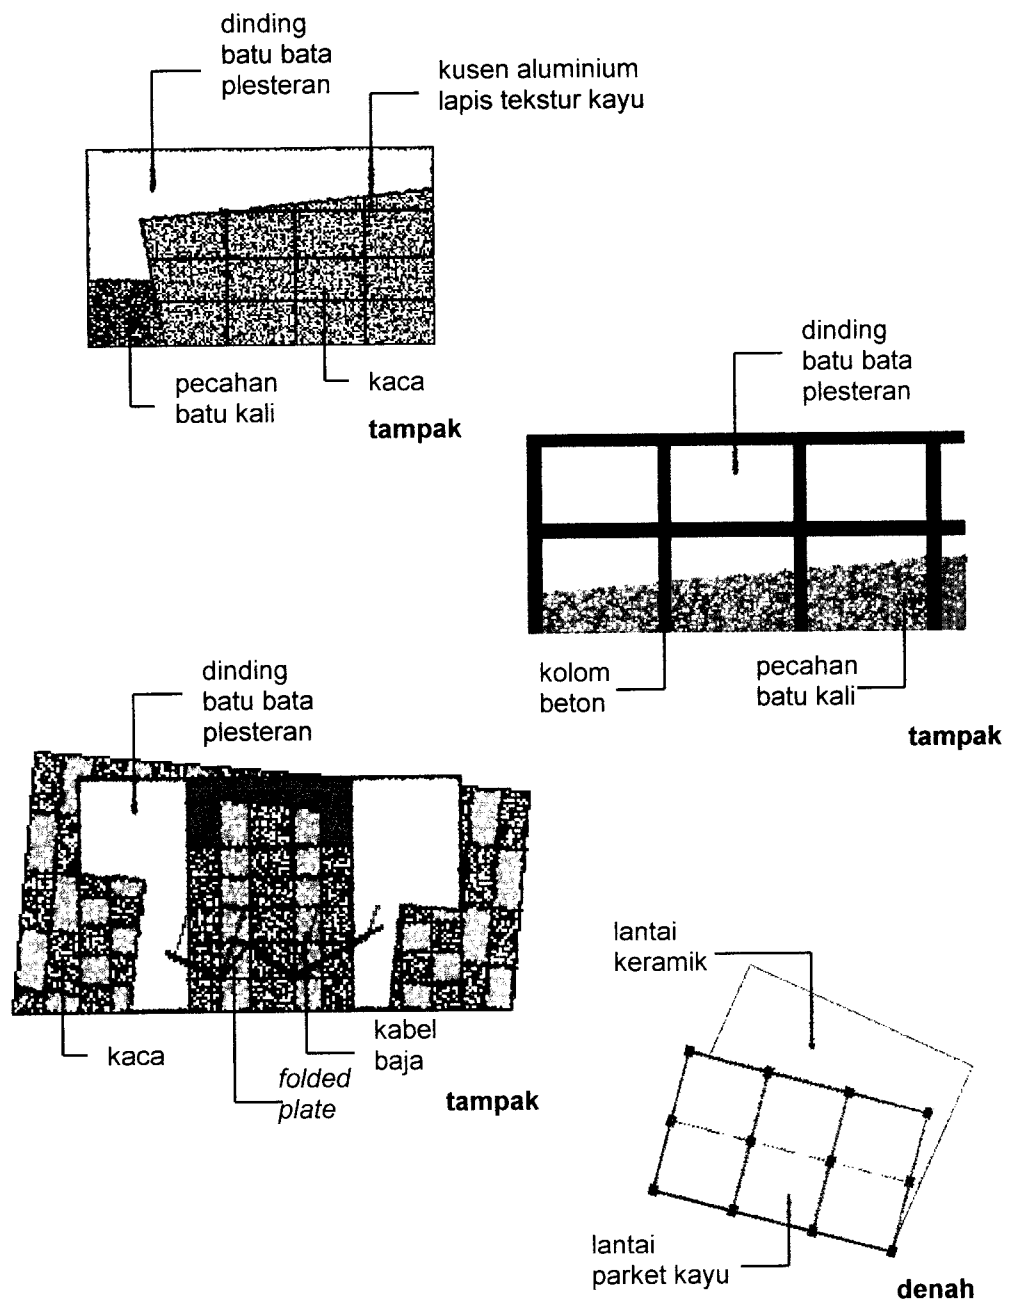 dinding
batu bata
plesteran
kusen aluminium
lapis tekstur kayu
pecahan
batu kali
kaca
tampak
dinding
batu bata
plesteran
kolom
beton
pecahan
batu kali
tampak
dinding
batu bata
plesteran
kaca
folded
plate
kabel
baja
tampak
lantai
keramik
lantai
parket kayu
denah